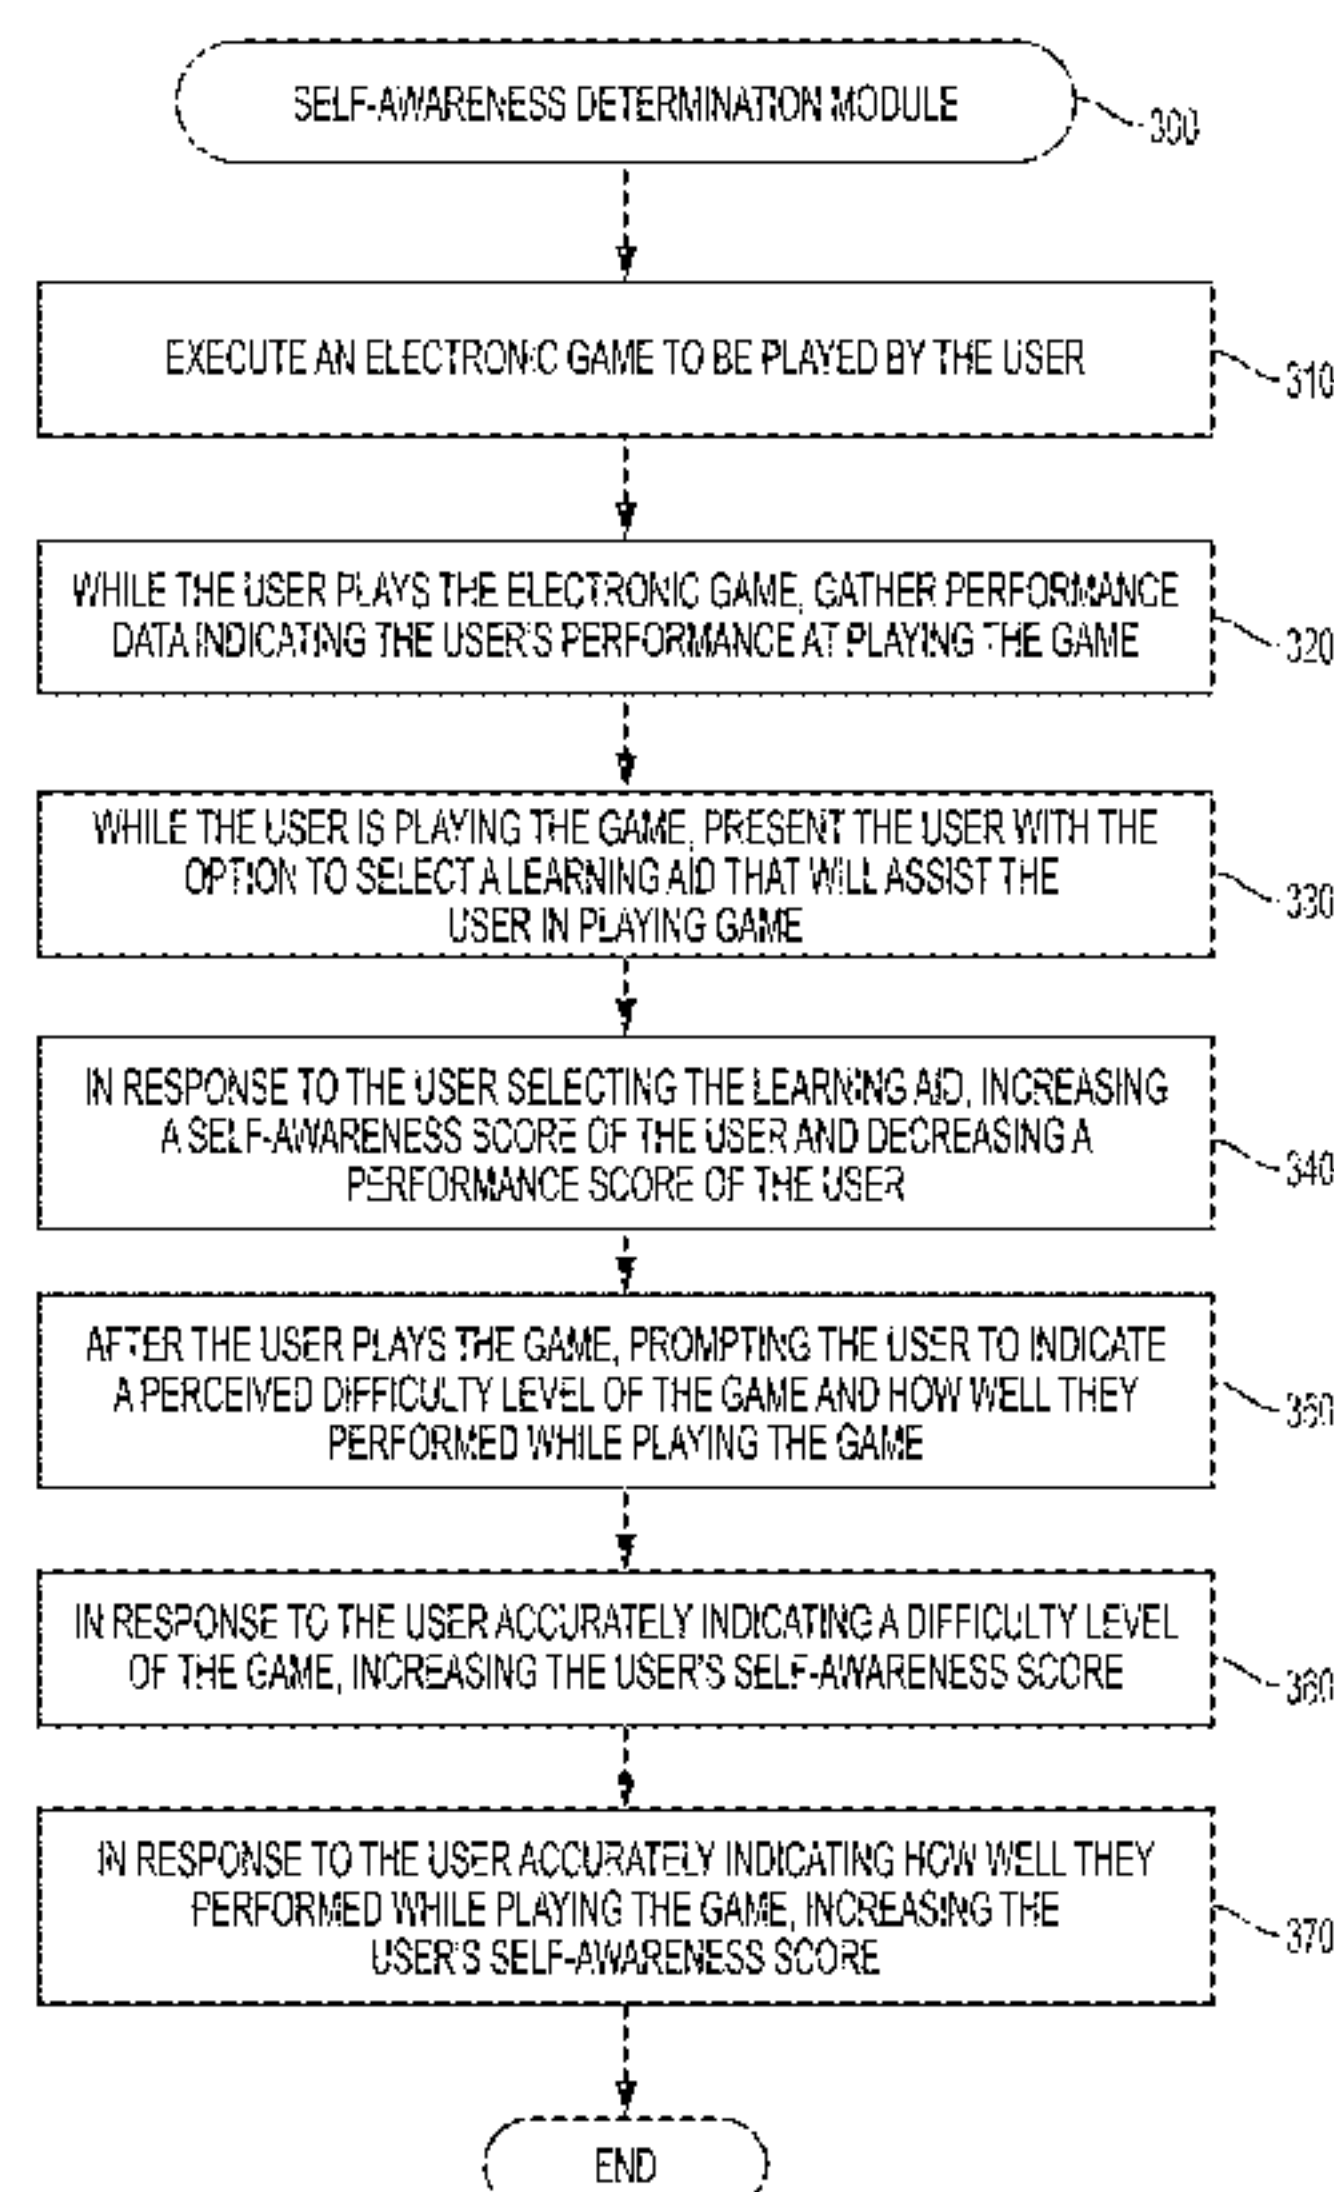 SELF-AWARENESS DETERMINATION MODULE
300
EXECUTE AN ELECTRONIC GAME TO BE PLAYED BY THE USER
310
WHILE THE USER PLAYS THE ELECTRONIC GAME, GATHER PERFORMANCE
DATA INDICATING THE USER'S PERFORMANCE AT PLAYING THE GAME
320
WHILE THE USER IS PLAYING THE GAME, PRESENT THE USER WITH THE
OPTION TO SELECT A LEARNING AID THAT WILL ASSIST THE
USER IN PLAYING GAME
330
IN RESPONSE TO THE USER SELECTING THE LEARNING AID, INCREASING
A SELF-AWARENESS SCORE OF THE USER AND DECREASING A
PERFORMANCE SCORE OF THE USER
340
AFTER THE USER PLAYS THE GAME, PROMPTING THE USER TO INDICATE
A PERCEIVED DIFFICULTY LEVEL OF THE GAME AND HOW WELL THEY
PERFORMED WHILE PLAYING THE GAME
350
IN RESPONSE TO THE USER ACCURATELY INDICATING A DIFFICULTY LEVEL
OF THE GAME, INCREASING THE USER'S SELF-AWARENESS SCORE
360
IN RESPONSE TO THE USER ACCURATELY INDICATING HOW WELL THEY
PERFORMED WHILE PLAYING THE GAME, INCREASING THE
USER'S SELF-AWARENESS SCORE
370
END